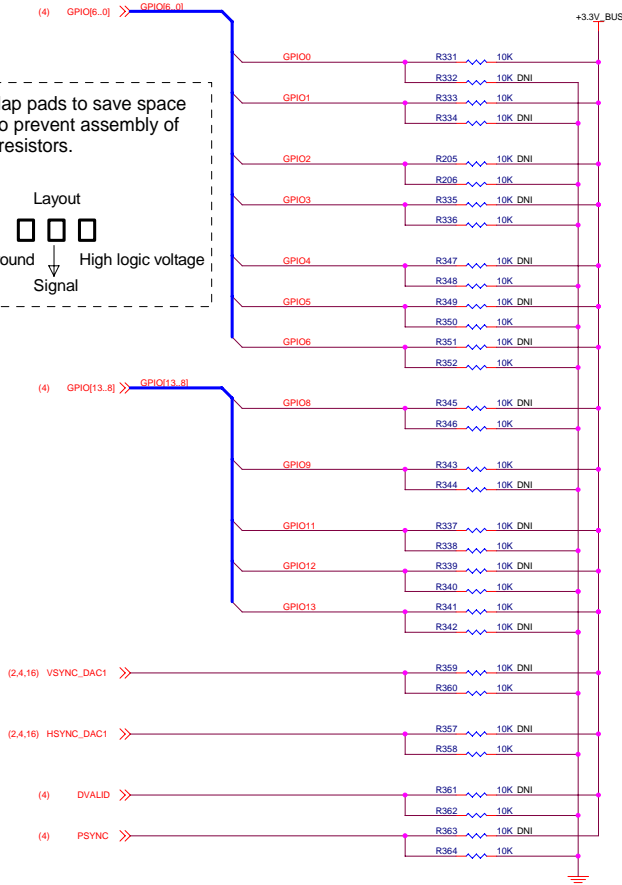 (4) GPIO[6..0] GPIO[6..0]
+3.3V_BUS
GPIO0 R331 10K
R332 10K DNI
GPIO1 R333 10K
R334 10K DNI
lap pads to save space
o prevent assembly of
resistors.
GPIO2 R205 10K DNI
R206 10K
GPIO3 R335 10K DNI
R336 10K
Layout
ound High logic voltage
Signal
GPIO4 R347 10K DNI
R348 10K
GPIO5 R349 10K DNI
R350 10K
GPIO6 R351 10K DNI
R352 10K
(4) GPIO[13..8] GPIO[13..8]
GPIO8 R345 10K DNI
R346 10K
GPIO9 R343 10K
R344 10K DNI
GPIO11 R337 10K DNI
R338 10K
GPIO12 R339 10K DNI
R340 10K
GPIO13 R341 10K
R342 10K DNI
(2,4,16) VSYNC_DAC1 R359 10K DNI
R360 10K
(2,4,16) HSYNC_DAC1 R357 10K DNI
R358 10K
(4) DVALID R361 10K DNI
R362 10K
(4) PSYNC R363 10K DNI
R364 10K